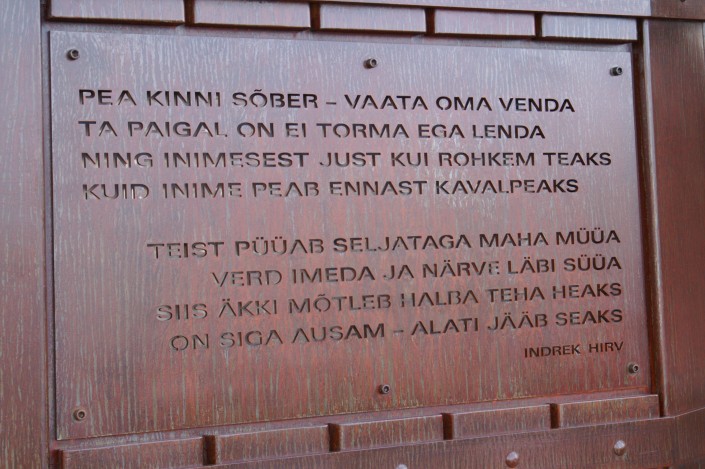 PEA KINNI SÕBER – VAATA OMA VENDA
TA PAIGAL ON EI TORMA EGA LENDA
NING INIMESEST JUST KUI ROHKEM TEAKS
KUID INIME PEAB ENNAST KAVALPEAKS
TEIST PÜÜAB SELJATAGA MAHA MÜÜA
VERD IMEDA JA NÄRVE LÄBI SÜÜA
SIIS ÄKKI MÕTLEB HALBA TEHA HEAKS
ON SIGA AUSAM – ALATI JÄÄB SEAKS
INDREK HIRV